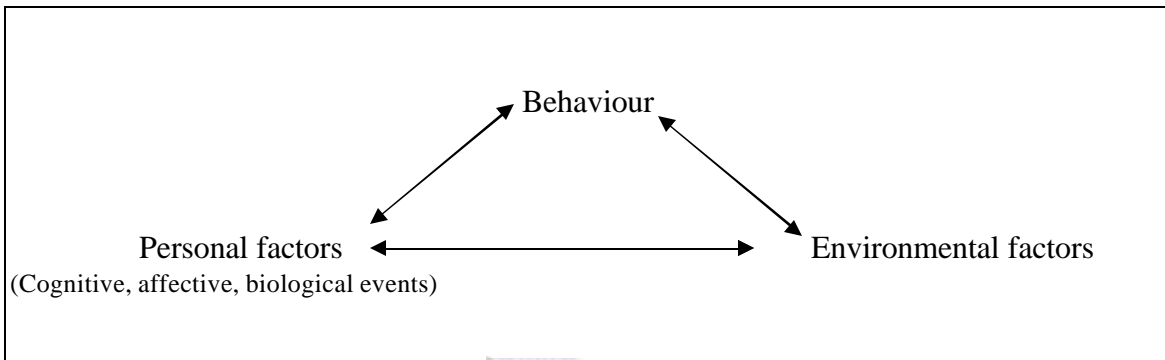 Behaviour
Personal factors
Environmental factors
(Cognitive, affective, biological events)